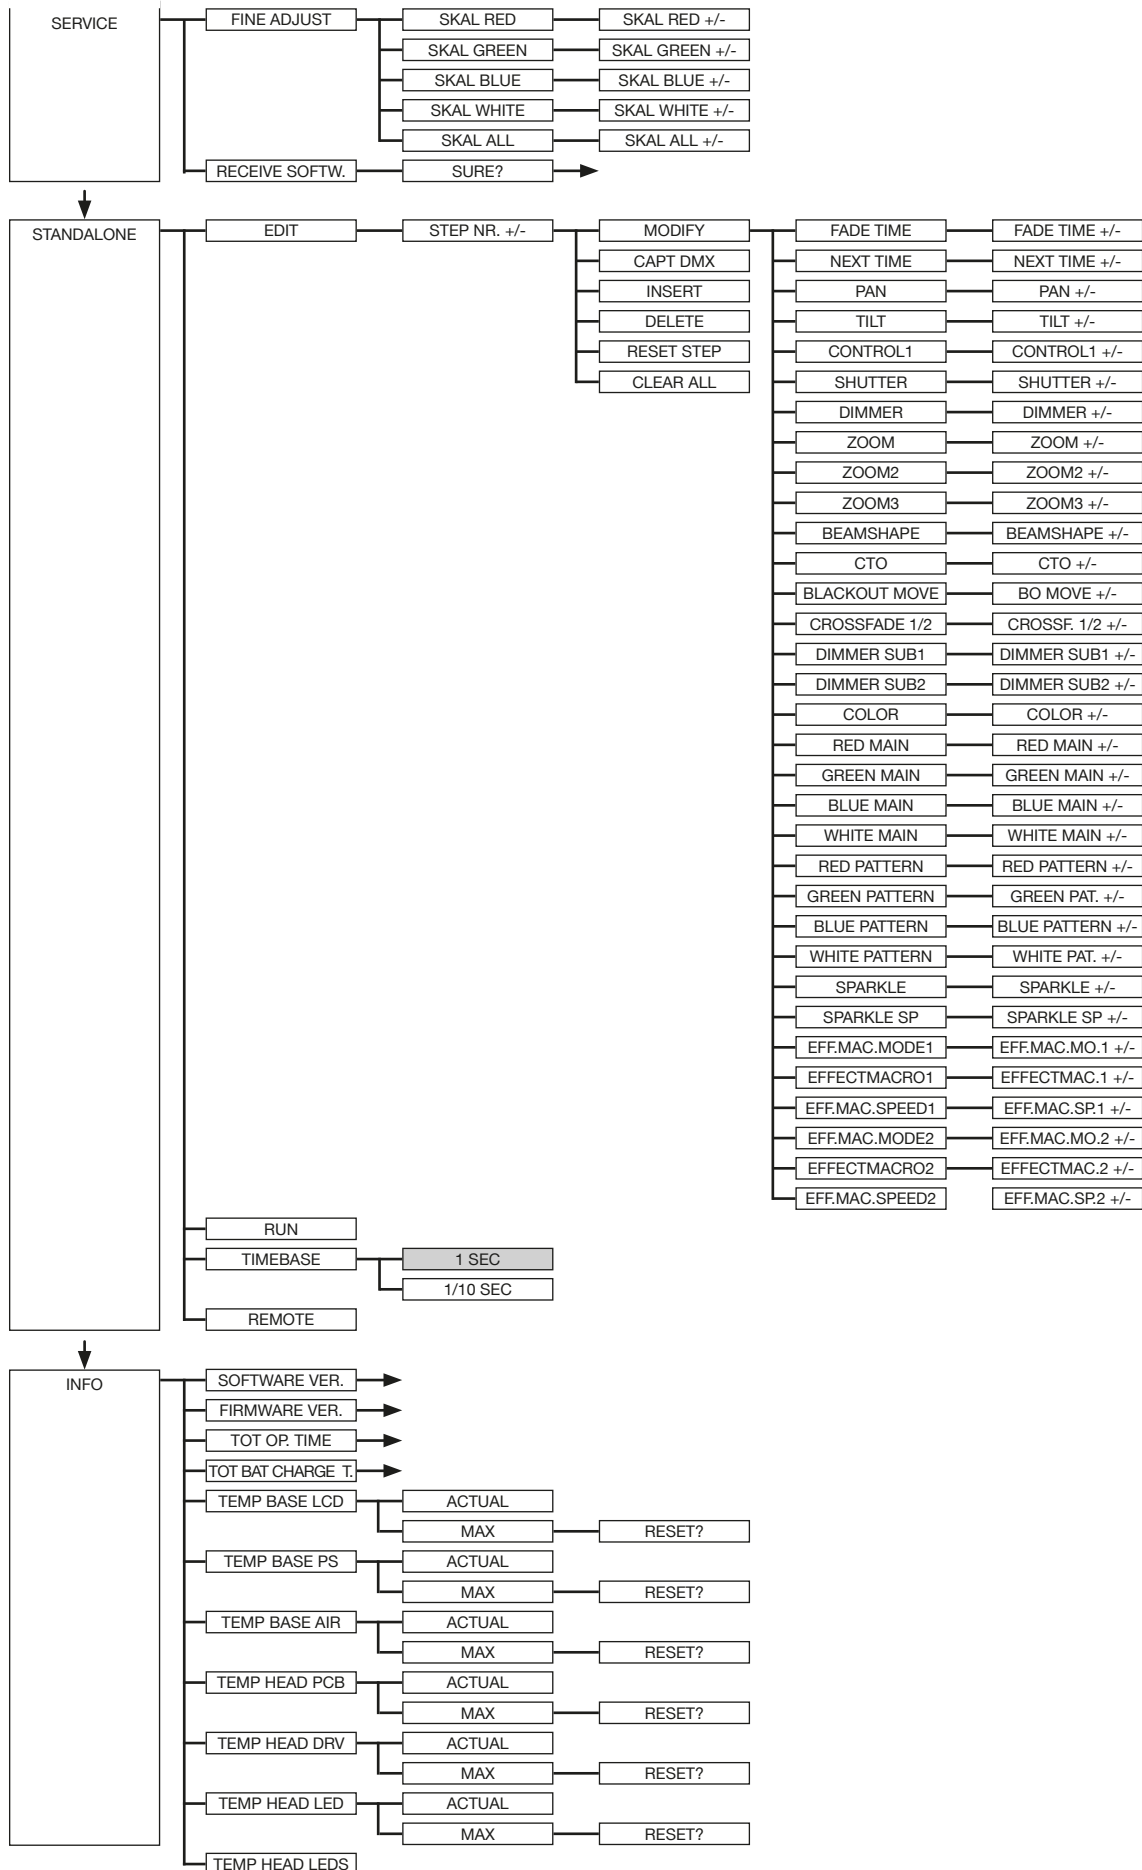 SERVICE FINE ADJUST SKAL RED SKAL RED +/-
SKAL GREEN SKAL GREEN +/-
SKAL BLUE SKAL BLUE +/-
SKAL WHITE SKAL WHITE +/-
SKAL ALL SKAL ALL +/-
RECEIVE SOFTW. SURE?
STANDALONE EDIT STEP NR. +/- MODIFY FADE TIME FADE TIME +/-
CAPT DMX NEXT TIME NEXT TIME +/-
INSERT PAN PAN +/-
DELETE TILT TILT +/-
RESET STEP CONTROL1 CONTROL1 +/-
CLEAR ALL SHUTTER SHUTTER +/-
DIMMER DIMMER +/-
ZOOM ZOOM +/-
ZOOM2 ZOOM2 +/-
ZOOM3 ZOOM3 +/-
BEAMSHAPE BEAMSHAPE +/-
CTO CTO +/-
BLACKOUT MOVE BO MOVE +/-
CROSSFADE 1/2 CROSSF. 1/2 +/-
DIMMER SUB1 DIMMER SUB1 +/-
DIMMER SUB2 DIMMER SUB2 +/-
COLOR COLOR +/-
RED MAIN RED MAIN +/-
GREEN MAIN GREEN MAIN +/-
BLUE MAIN BLUE MAIN +/-
WHITE MAIN WHITE MAIN +/-
RED PATTERN RED PATTERN +/-
GREEN PATTERN GREEN PAT. +/-
BLUE PATTERN BLUE PATTERN +/-
WHITE PATTERN WHITE PAT. +/-
SPARKLE SPARKLE +/-
SPARKLE SP SPARKLE SP +/-
EFF.MAC.MODE1 EFF.MAC.MO.1 +/-
EFFECTMACRO1 EFFECTMAC.1 +/-
EFF.MAC.SPEED1 EFF.MAC.SP.1 +/-
EFF.MAC.MODE2 EFF.MAC.MO.2 +/-
EFFECTMACRO2 EFFECTMAC.2 +/-
EFF.MAC.SPEED2 EFF.MAC.SP.2 +/-
RUN
TIMEBASE 1 SEC
1/10 SEC
REMOTE
INFO SOFTWARE VER.
FIRMWARE VER.
TOT OP. TIME
TOT BAT CHARGE T.
TEMP BASE LCD ACTUAL
MAX RESET?
TEMP BASE PS ACTUAL
MAX RESET?
TEMP BASE AIR ACTUAL
MAX RESET?
TEMP HEAD PCB ACTUAL
MAX RESET?
TEMP HEAD DRV ACTUAL
MAX RESET?
TEMP HEAD LED ACTUAL
MAX RESET?
TEMP HEAD LEDS